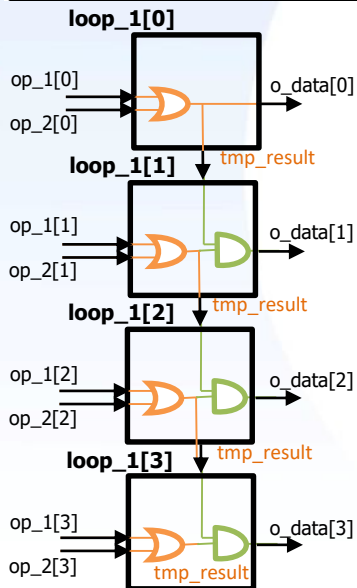 loop_1[0]
op_1[0]
op_2[0]
o_data[0]
tmp_result
loop_1[1]
op_1[1]
op_2[1]
o_data[1]
tmp_result
loop_1[2]
op_1[2]
op_2[2]
o_data[2]
tmp_result
loop_1[3]
op_1[3]
op_2[3]
o_data[3]
tmp_result